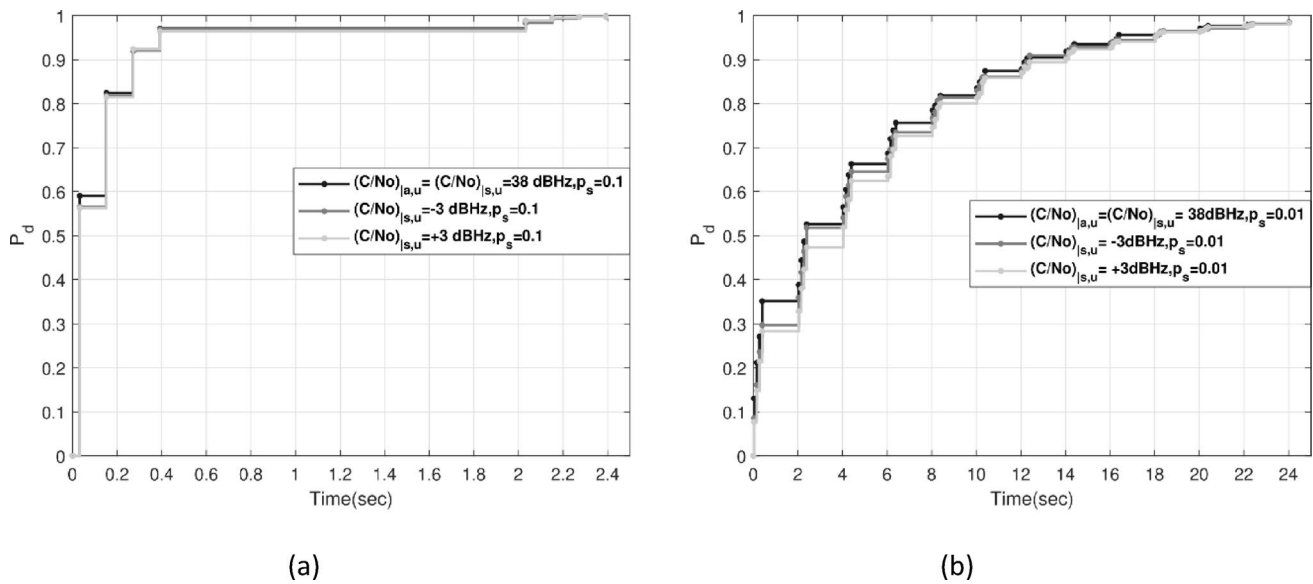 1
0.9
0.8
0.7
0.6
0.5
0.4
0.3
0.2
0.1
0
P_d
(C/No)_|a,u= (C/No)_|s,u=38 dBHz,p_s=0.1
(C/No)_|s,u=-3 dBHz,p_s=0.1
(C/No)_|s,u=+3 dBHz,p_s=0.1
0 0.2 0.4 0.6 0.8 1 1.2 1.4 1.6 1.8 2 2.2 2.4
Time(sec)
(a)
1
0.9
0.8
0.7
0.6
0.5
0.4
0.3
0.2
0.1
0
P_d
(C/No)_|a,u=(C/No)_|s,u= 38dBHz,p_s=0.01
(C/No)_|s,u= -3dBHz,p_s=0.01
(C/No)_|s,u= +3dBHz,p_s=0.01
0 2 4 6 8 10 12 14 16 18 20 22 24
Time(sec)
(b)